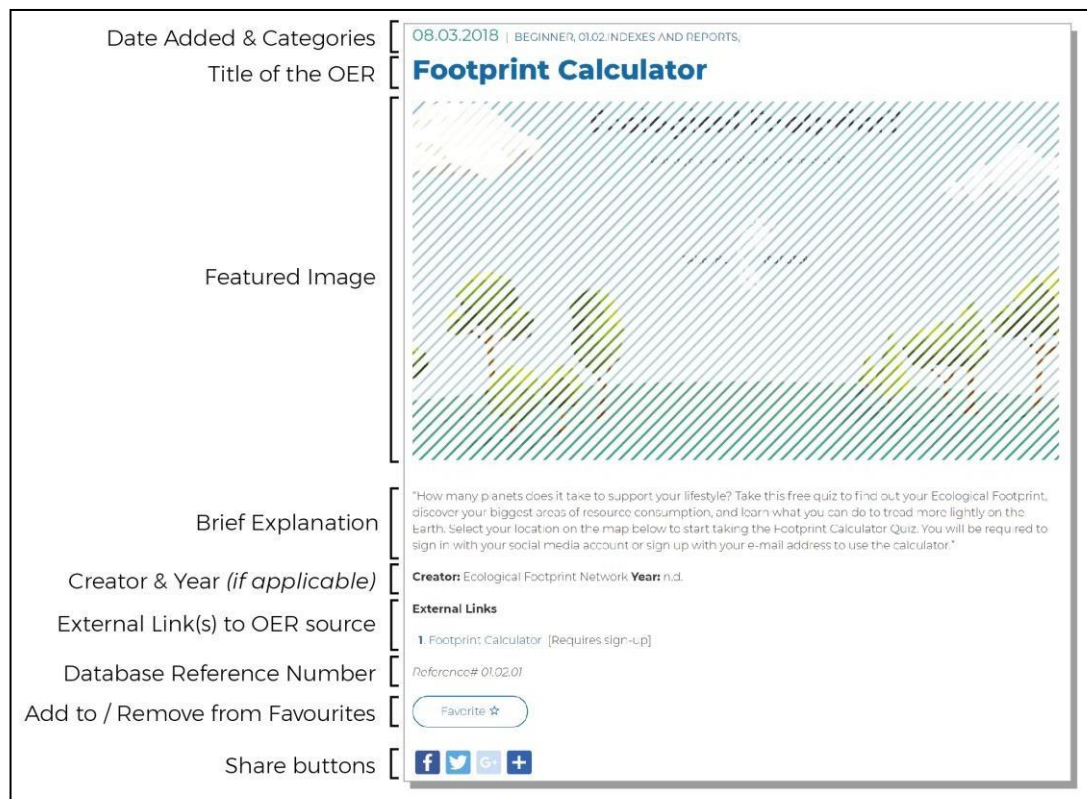 Date Added & Categories
08.03.2018 | BEGINNER, 01.02.INDEXES AND REPORTS,
Title of the OER
Footprint Calculator
Featured Image
Brief Explanation
"How many planets does it take to support your lifestyle? Take this free quiz to find out your Ecological Footprint,
discover your biggest areas of resource consumption, and learn what you can do to tread more lightly on the
Earth. Select your location on the map below to start taking the Footprint Calculator Quiz. You will be required to
sign in with your social media account or sign up with your e-mail address to use the calculator."
Creator & Year (if applicable)
Creator: Ecological Footprint Network Year: n.d.
External Link(s) to OER source
External Links
1. Footprint Calculator [Requires sign-up]
Database Reference Number
Reference# 01.02.01
Add to / Remove from Favourites
Favorite ☆
Share buttons
f G+ +